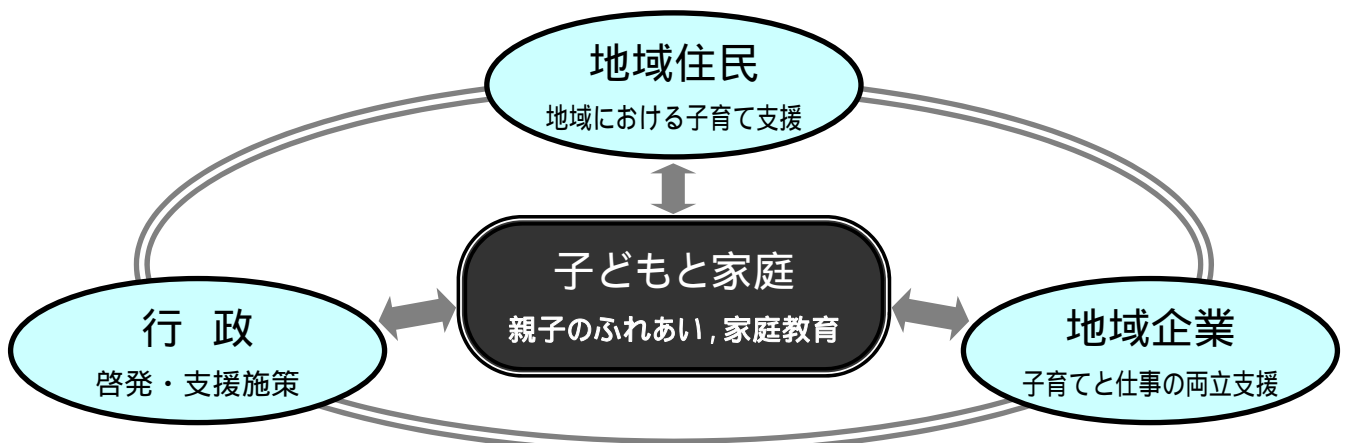 地域住民
地域における子育て支援
子どもと家庭
親子のふれあい,家庭教育
行 政
啓発・支援施策
地域企業
子育てと仕事の両立支援